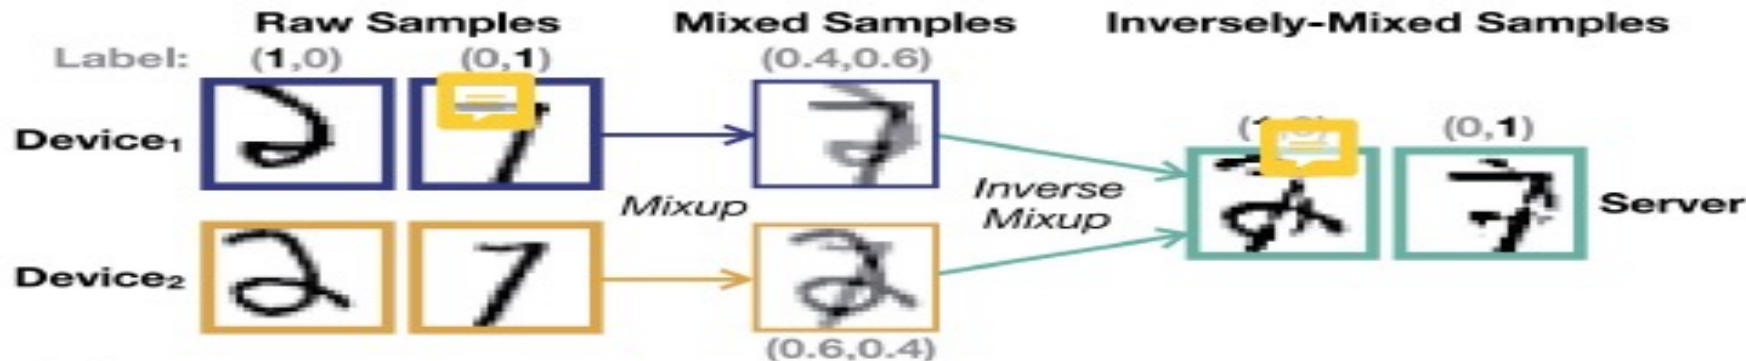 Raw Samples Mixed Samples Inversely-Mixed Samples
Label: (1,0) (0,1) (0.4,0.6)
(0,1)
Device₁
Mixup
Inverse
Mixup
Server
Device₂
(0.6,0.4)